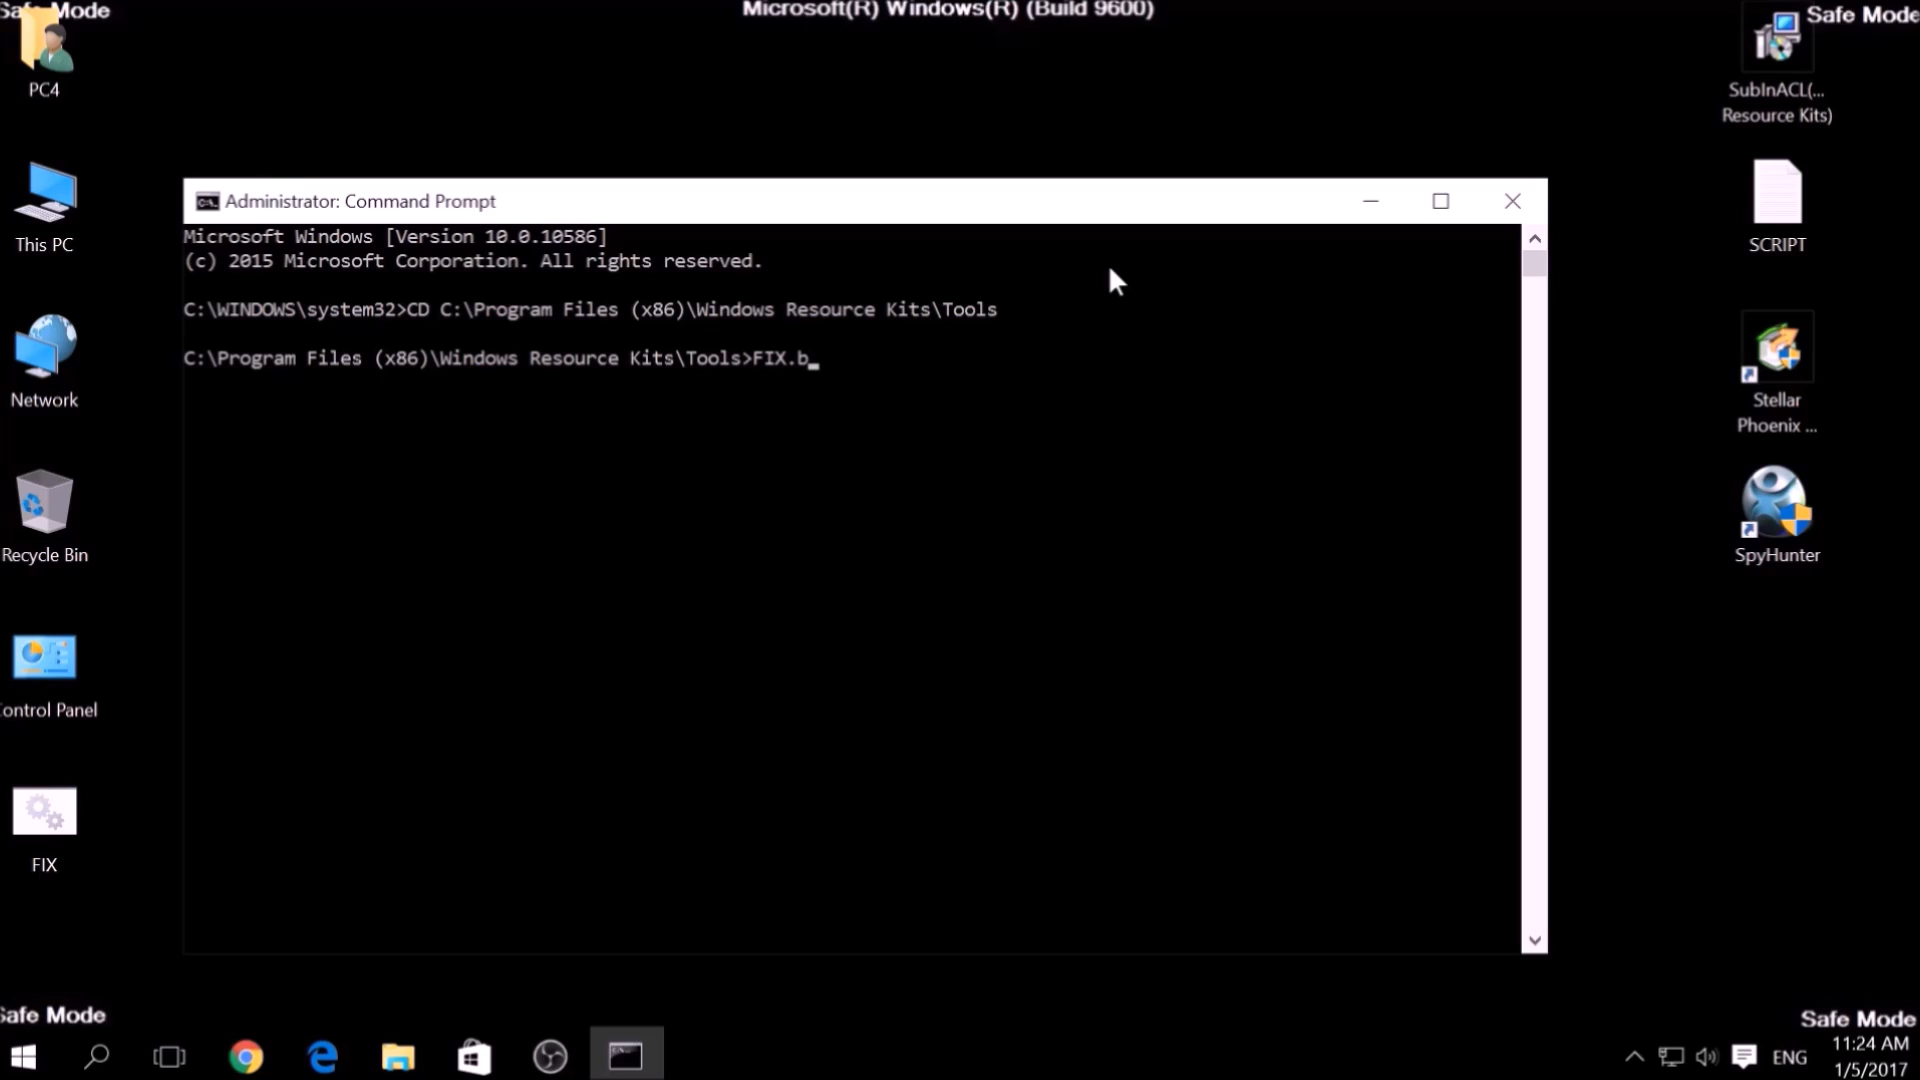 Safe Mode
Microsoft(R) Windows(R) (Build 9600)
Safe Mode
PC4
This PC
Network
Recycle Bin
Control Panel
FIX
Administrator: Command Prompt
Microsoft Windows [Version 10.0.10586]
(c) 2015 Microsoft Corporation. All rights reserved.
C:\WINDOWS\system32>CD C:\Program Files (x86)\Windows Resource Kits\Tools
C:\Program Files (x86)\Windows Resource Kits\Tools>FIX.b_
SubInACL(...
Resource Kits)
SCRIPT
Stellar
Phoenix ...
SpyHunter
Safe Mode
Safe Mode
ENG
11:24 AM
1/5/2017